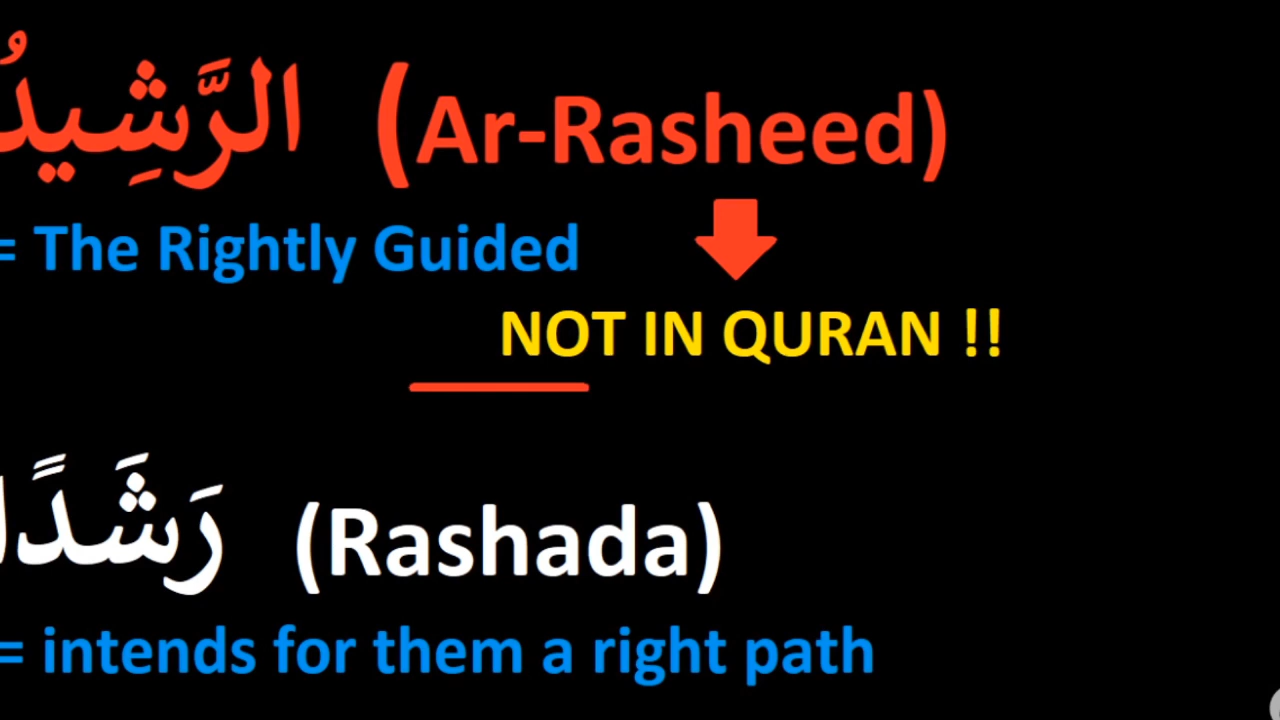 الرَّشِيدُ (Ar-Rasheed)
= The Rightly Guided
NOT IN QURAN !!
رَشَدًا (Rashada)
= intends for them a right path